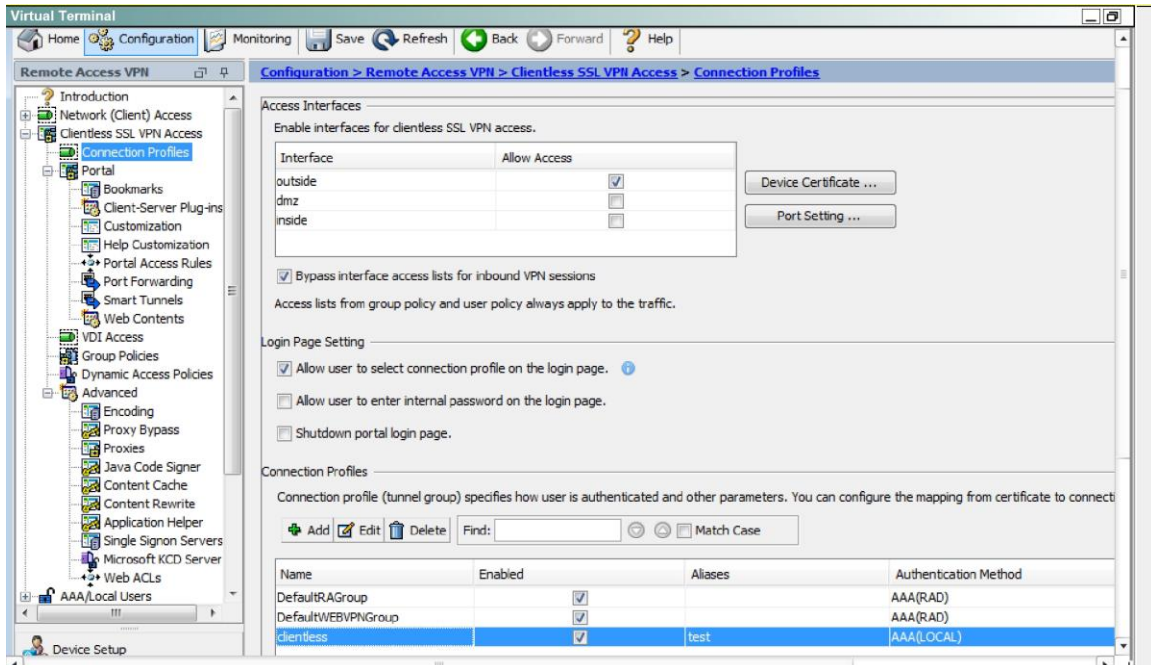 Virtual Terminal
Home Configuration Monitoring Save Refresh Back Forward Help
Remote Access VPN
Introduction
Network (Client) Access
Clientless SSL VPN Access
Connection Profiles
Portal
Bookmarks
Client-Server Plug-ins
Customization
Help Customization
Portal Access Rules
Port Forwarding
Smart Tunnels
Web Contents
VDI Access
Group Policies
Dynamic Access Policies
Advanced
Encoding
Proxy Bypass
Proxies
Java Code Signer
Content Cache
Content Rewrite
Application Helper
Single Signon Servers
Microsoft KCD Server
Web ACLs
AAA/Local Users
Device Setup
Configuration > Remote Access VPN > Clientless SSL VPN Access > Connection Profiles
Access Interfaces
Enable interfaces for clientless SSL VPN access.
Interface Allow Access
outside
dmz
inside
Device Certificate ...
Port Setting ...
Bypass interface access lists for inbound VPN sessions
Access lists from group policy and user policy always apply to the traffic.
Login Page Setting
Allow user to select connection profile on the login page.
Allow user to enter internal password on the login page.
Shutdown portal login page.
Connection Profiles
Connection profile (tunnel group) specifies how user is authenticated and other parameters. You can configure the mapping from certificate to connecti
Add Edit Delete Find: Match Case
Name Enabled Aliases Authentication Method
DefaultRAGroup AAA(RAD)
DefaultWEBVPNGroup AAA(RAD)
clientless test AAA(LOCAL)